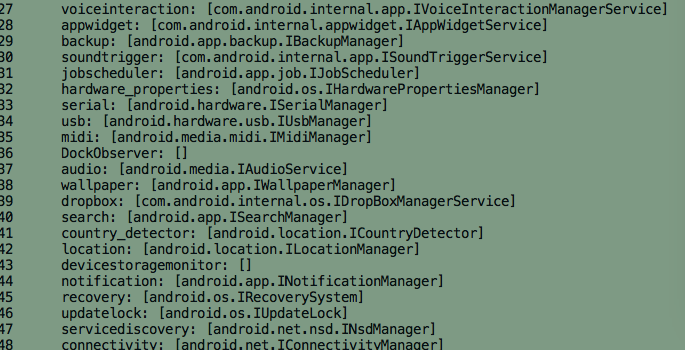 27 voiceinteraction: [com.android.internal.app.IVoiceInteractionManagerService]
28 appwidget: [com.android.internal.appwidget.IAppWidgetService]
29 backup: [android.app.backup.IBackupManager]
30 soundtrigger: [com.android.internal.app.ISoundTriggerService]
31 jobscheduler: [android.app.job.IJobScheduler]
32 hardware_properties: [android.os.IHardwarePropertiesManager]
33 serial: [android.hardware.ISerialManager]
34 usb: [android.hardware.usb.IUsbManager]
35 midi: [android.media.midi.IMidiManager]
36 DockObserver: []
37 audio: [android.media.IAudioService]
38 wallpaper: [android.app.IWallpaperManager]
39 dropbox: [com.android.internal.os.IDropBoxManagerService]
40 search: [android.app.ISearchManager]
41 country_detector: [android.location.ICountryDetector]
42 location: [android.location.ILocationManager]
43 devicestoragemonitor: []
44 notification: [android.app.INotificationManager]
45 recovery: [android.os.IRecoverySystem]
46 updatelock: [android.os.IUpdateLock]
47 servicediscovery: [android.net.nsd.INsdManager]
48 connectivity: [android.net.IConnectivityManager]